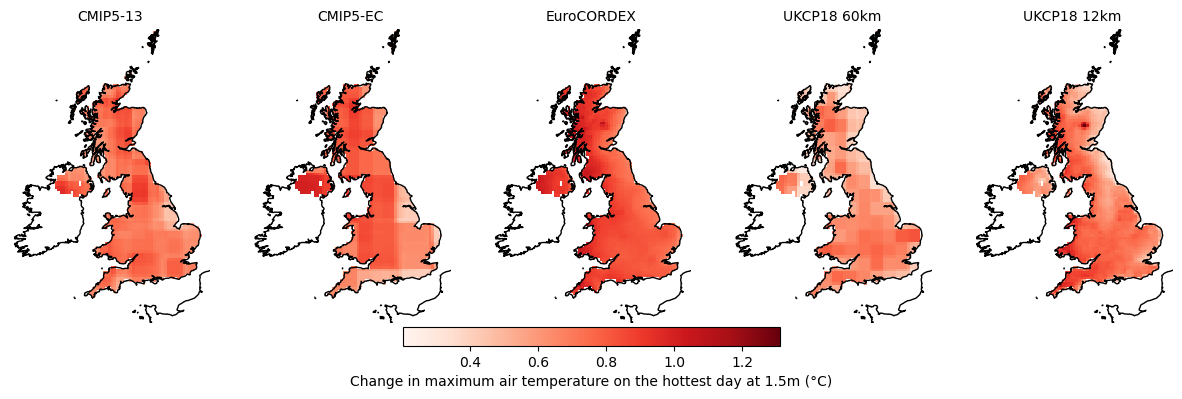 CMIP5-13 CMIP5-EC EuroCORDEX UKCP18 60km UKCP18 12km
0.4 0.6 0.8 1.0 1.2
Change in maximum air temperature on the hottest day at 1.5m (°C)